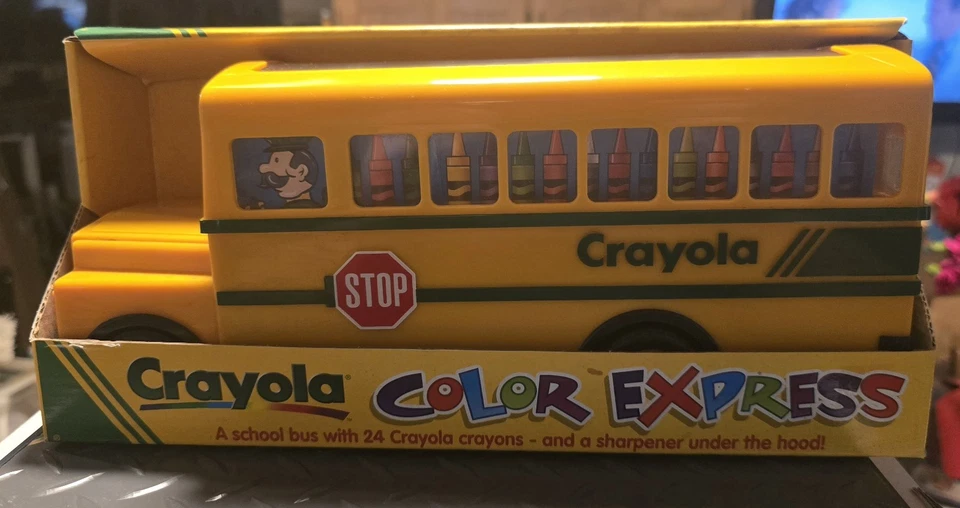 Crayola
STOP
Crayola® COLOR EXPRESS
A school bus with 24 Crayola crayons - and a sharpener under the hood!